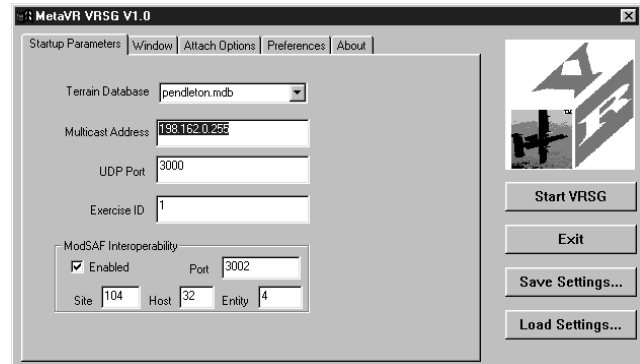 MetaVR VRSG V1.0
Startup Parameters Window Attach Options Preferences About
Terrain Database pendleton.mdb
Multicast Address 198.162.0.255
UDP Port 3000
Exercise ID 1
ModSAF Interoperability
Enabled Port 3002
Site 104 Host 32 Entity 4
Start VRSG
Exit
Save Settings...
Load Settings...